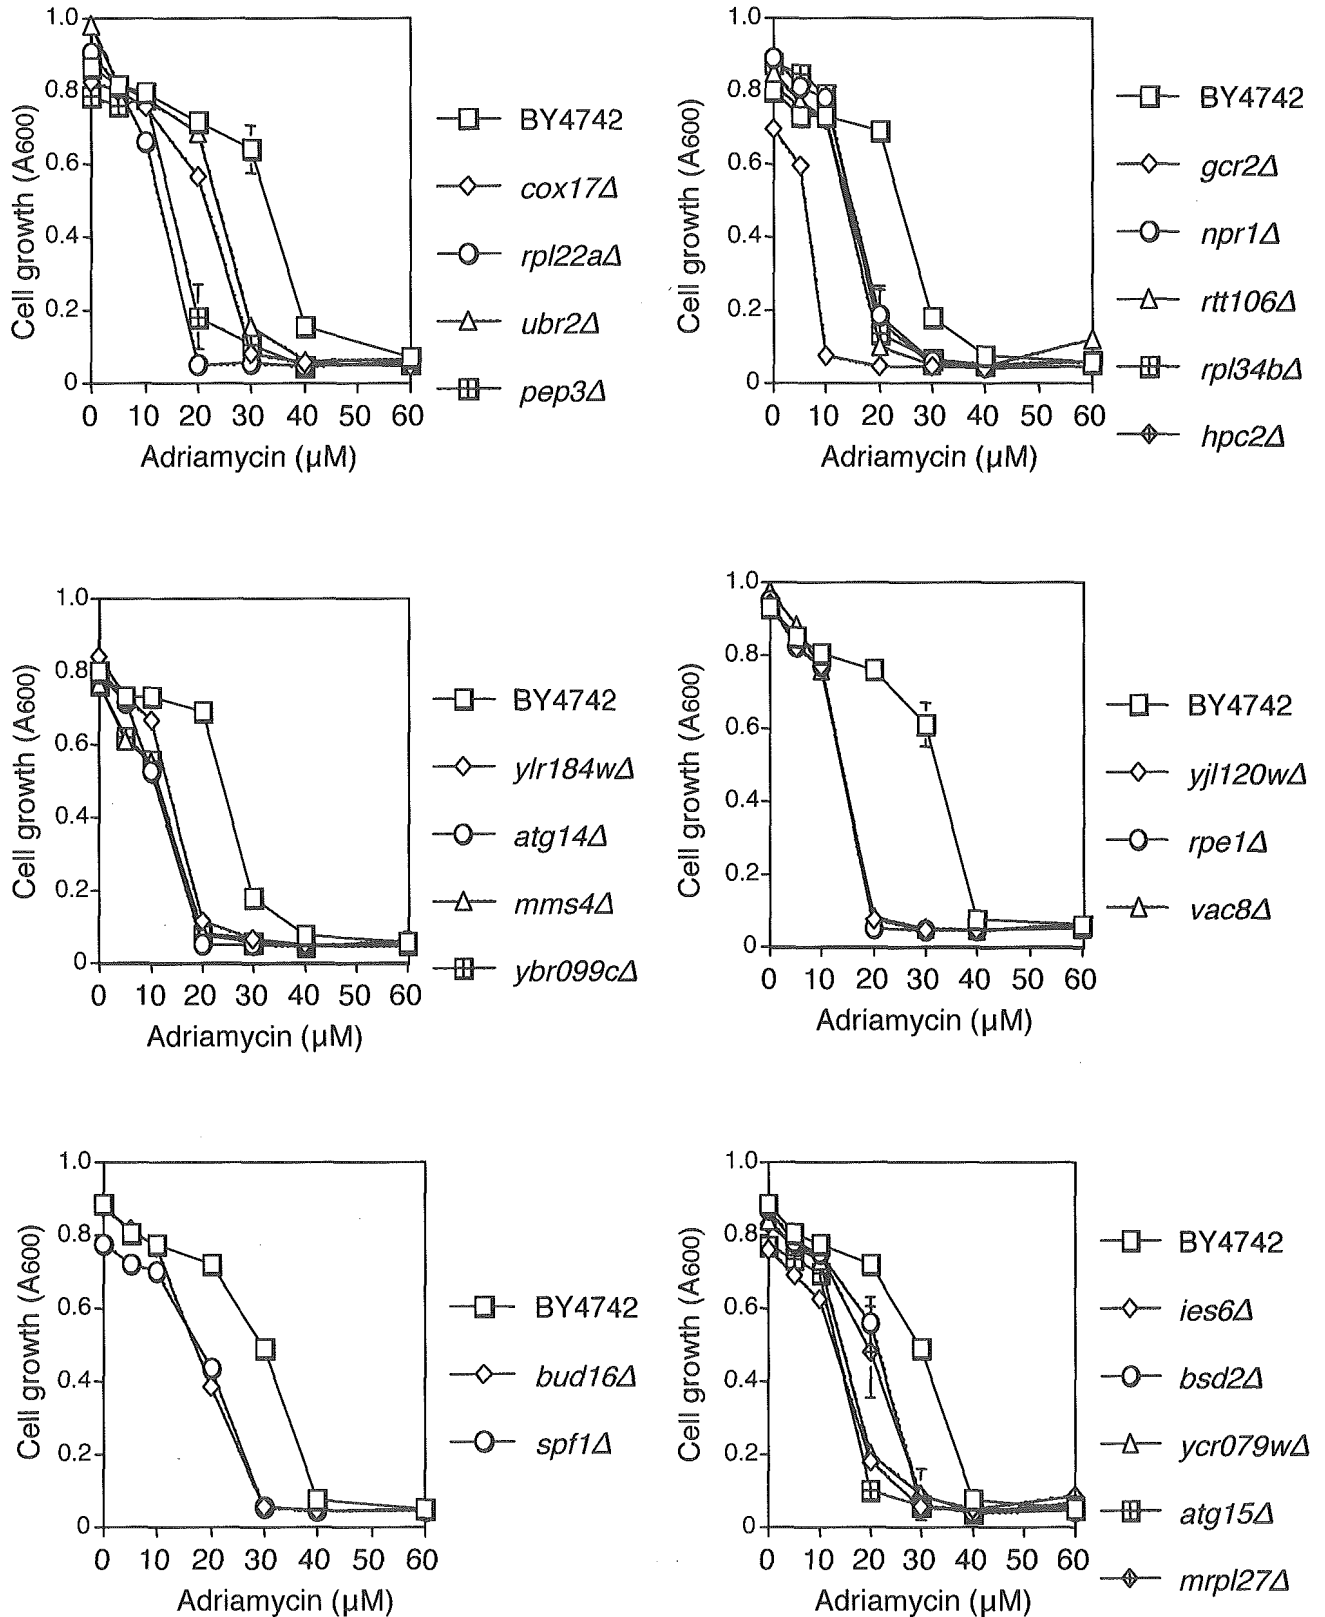 1.0
0.8
0.6
0.4
0.2
0
Cell growth (A600)
0 10 20 30 40 50 60
Adriamycin (µM)
BY4742
cox17Δ
rpl22aΔ
ubr2Δ
pep3Δ
1.0
0.8
0.6
0.4
0.2
0
Cell growth (A600)
0 10 20 30 40 50 60
Adriamycin (µM)
BY4742
gcr2Δ
npr1Δ
rtt106Δ
rpl34bΔ
hpc2Δ
1.0
0.8
0.6
0.4
0.2
0
Cell growth (A600)
0 10 20 30 40 50 60
Adriamycin (µM)
BY4742
ylr184wΔ
atg14Δ
mms4Δ
ybr099cΔ
1.0
0.8
0.6
0.4
0.2
0
Cell growth (A600)
0 10 20 30 40 50 60
Adriamycin (µM)
BY4742
yjl120wΔ
rpe1Δ
vac8Δ
1.0
0.8
0.6
0.4
0.2
0
Cell growth (A600)
0 10 20 30 40 50 60
Adriamycin (µM)
BY4742
bud16Δ
spf1Δ
1.0
0.8
0.6
0.4
0.2
0
Cell growth (A600)
0 10 20 30 40 50 60
Adriamycin (µM)
BY4742
ies6Δ
bsd2Δ
ycr079wΔ
atg15Δ
mrpl27Δ